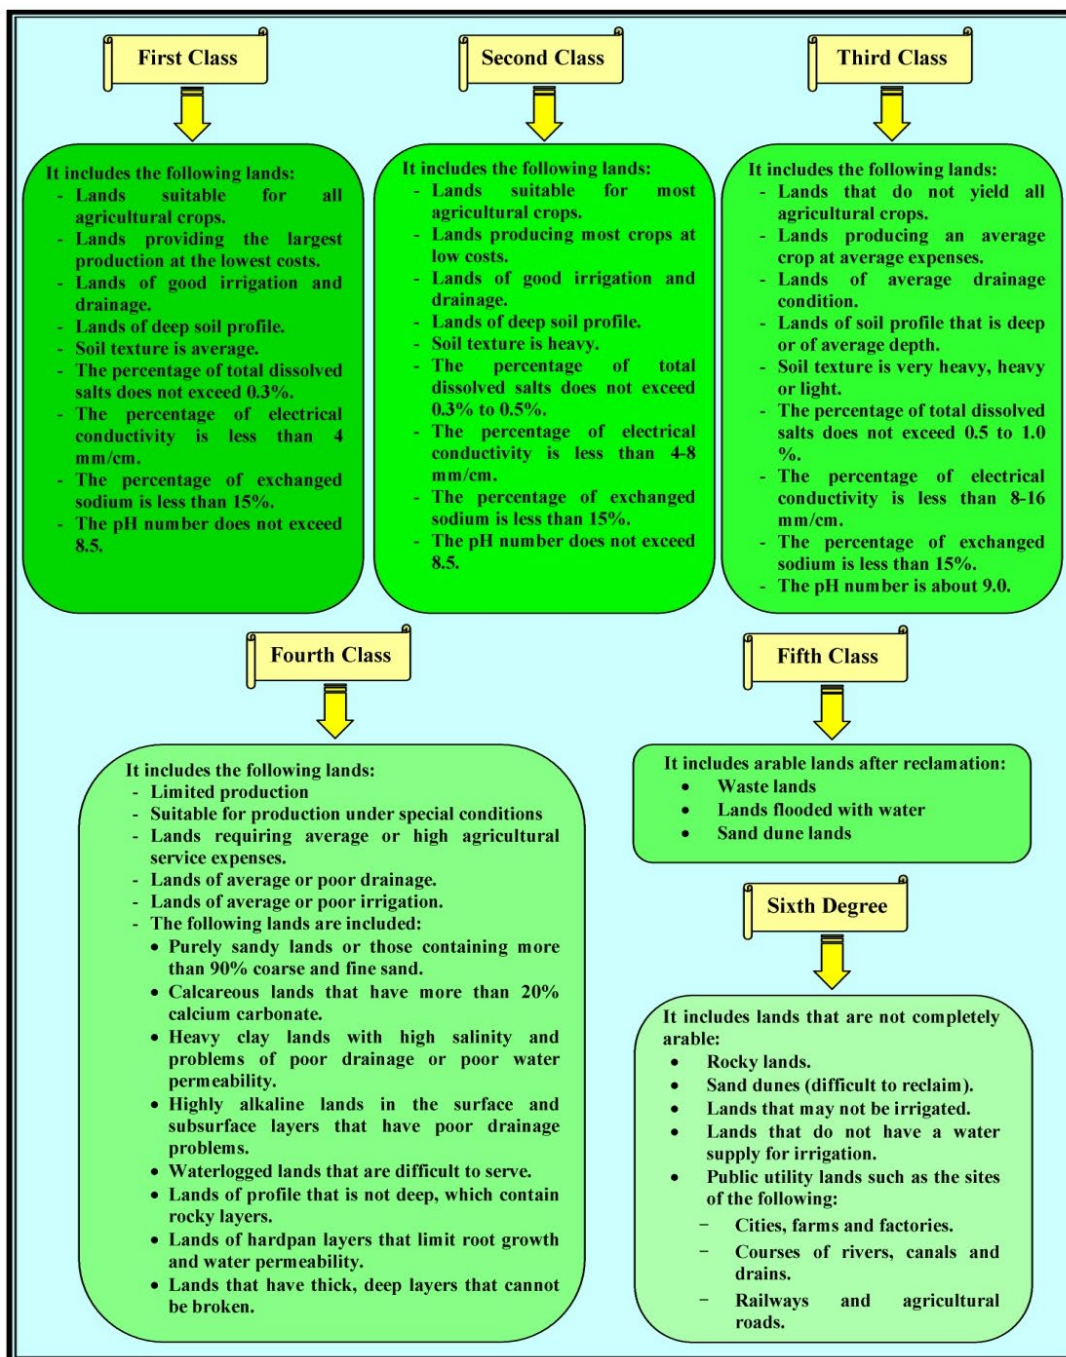 First Class
It includes the following lands:
- Lands suitable for all
agricultural crops.
- Lands providing the largest
production at the lowest costs.
- Lands of good irrigation and
drainage.
- Lands of deep soil profile.
- Soil texture is average.
- The percentage of total dissolved
salts does not exceed 0.3%.
- The percentage of electrical
conductivity is less than 4
mm/cm.
- The percentage of exchanged
sodium is less than 15%.
- The pH number does not exceed
8.5.
Second Class
It includes the following lands:
- Lands suitable for most
agricultural crops.
- Lands producing most crops at
low costs.
- Lands of good irrigation and
drainage.
- Lands of deep soil profile.
- Soil texture is heavy.
- The percentage of total
dissolved salts does not exceed
0.3% to 0.5%.
- The percentage of electrical
conductivity is less than 4-8
mm/cm.
- The percentage of exchanged
sodium is less than 15%.
- The pH number does not exceed
8.5.
Third Class
It includes the following lands:
- Lands that do not yield all
agricultural crops.
- Lands producing an average
crop at average expenses.
- Lands of average drainage
condition.
- Lands of soil profile that is deep
or of average depth.
- Soil texture is very heavy, heavy
or light.
- The percentage of total dissolved
salts does not exceed 0.5 to 1.0
%.
- The percentage of electrical
conductivity is less than 8-16
mm/cm.
- The percentage of exchanged
sodium is less than 15%.
- The pH number is about 9.0.
Fourth Class
It includes the following lands:
- Limited production
- Suitable for production under special conditions
- Lands requiring average or high agricultural
service expenses.
- Lands of average or poor drainage.
- Lands of average or poor irrigation.
- The following lands are included:
• Purely sandy lands or those containing more
than 90% coarse and fine sand.
• Calcareous lands that have more than 20%
calcium carbonate.
• Heavy clay lands with high salinity and
problems of poor drainage or poor water
permeability.
• Highly alkaline lands in the surface and
subsurface layers that have poor drainage
problems.
• Waterlogged lands that are difficult to serve.
• Lands of profile that is not deep, which contain
rocky layers.
• Lands of hardpan layers that limit root growth
and water permeability.
• Lands that have thick, deep layers that cannot
be broken.
Fifth Class
It includes arable lands after reclamation:
• Waste lands
• Lands flooded with water
• Sand dune lands
Sixth Degree
It includes lands that are not completely
arable:
• Rocky lands.
• Sand dunes (difficult to reclaim).
• Lands that may not be irrigated.
• Lands that do not have a water
supply for irrigation.
• Public utility lands such as the sites
of the following:
− Cities, farms and factories.
− Courses of rivers, canals and
drains.
− Railways and agricultural
roads.